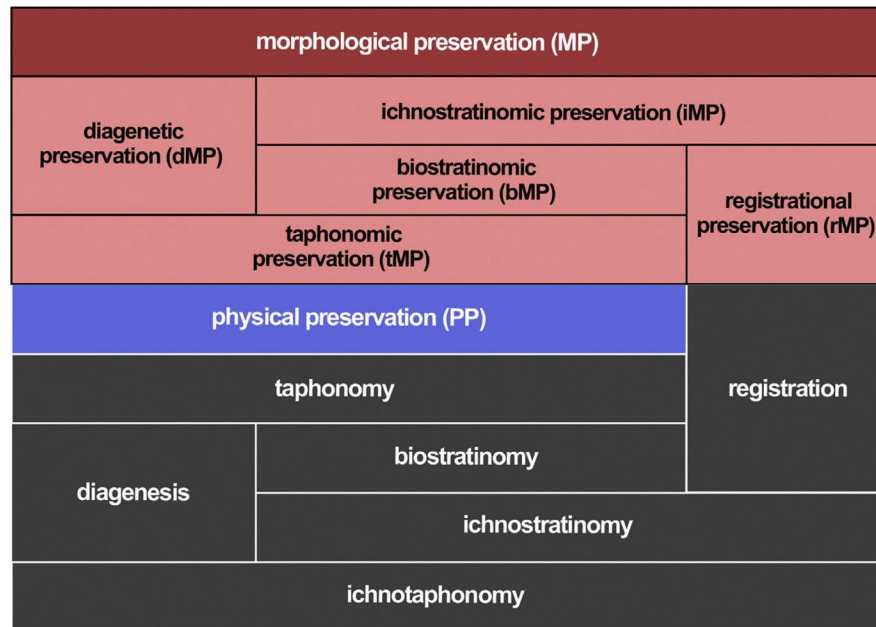 morphological preservation (MP)
diagenetic
preservation (dMP)
ichnostratinomic preservation (iMP)
biostratinomic
preservation (bMP)
registrational
preservation (rMP)
taphonomic
preservation (tMP)
physical preservation (PP)
taphonomy
registration
diagenesis
biostratinomy
ichnostratinomy
ichnotaphonomy